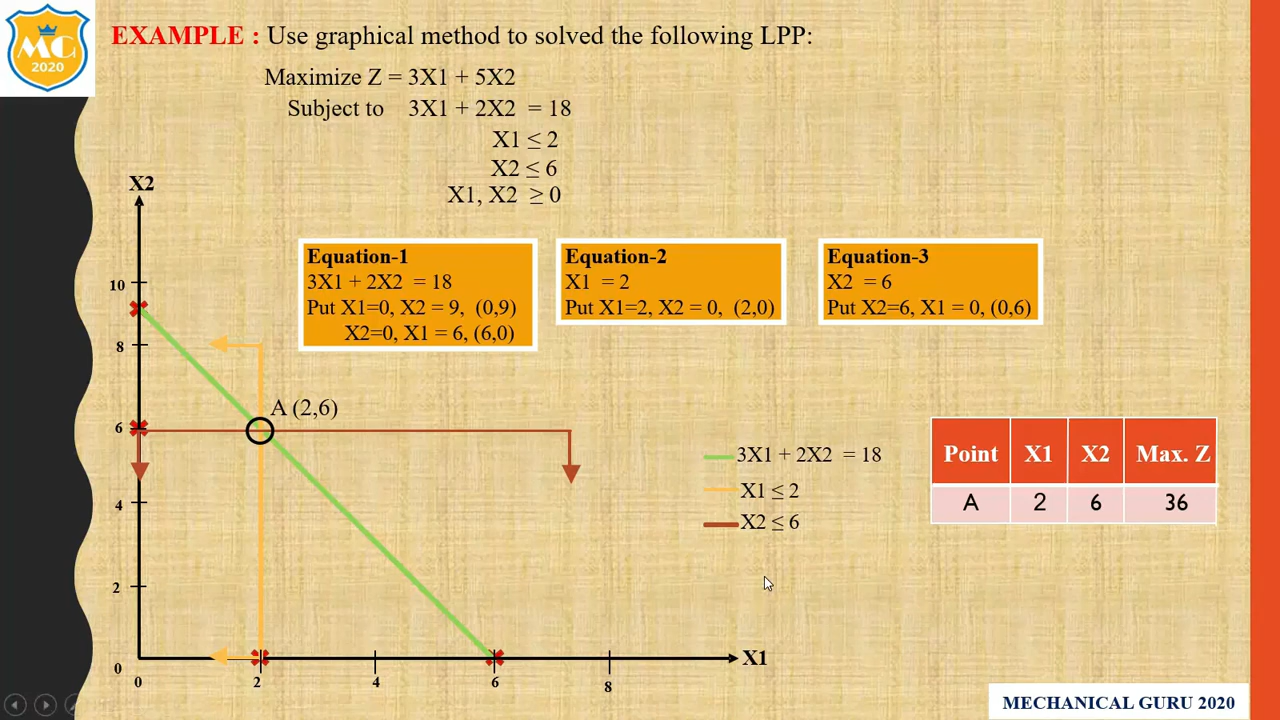 MG
2020
EXAMPLE : Use graphical method to solved the following LPP:
Maximize Z = 3X1 + 5X2
Subject to 3X1 + 2X2 = 18
X1 ≤ 2
X2 ≤ 6
X1, X2 ≥ 0
Equation-1
3X1 + 2X2 = 18
Put X1=0, X2 = 9, (0,9)
X2=0, X1 = 6, (6,0)
Equation-2
X1 = 2
Put X1=2, X2 = 0, (2,0)
Equation-3
X2 = 6
Put X2=6, X1 = 0, (0,6)
X2
10
8
6
4
2
0
A (2,6)
0 2 4 6 8
X1
3X1 + 2X2 = 18
X1 ≤ 2
X2 ≤ 6
Point X1 X2 Max. Z
A 2 6 36
MECHANICAL GURU 2020